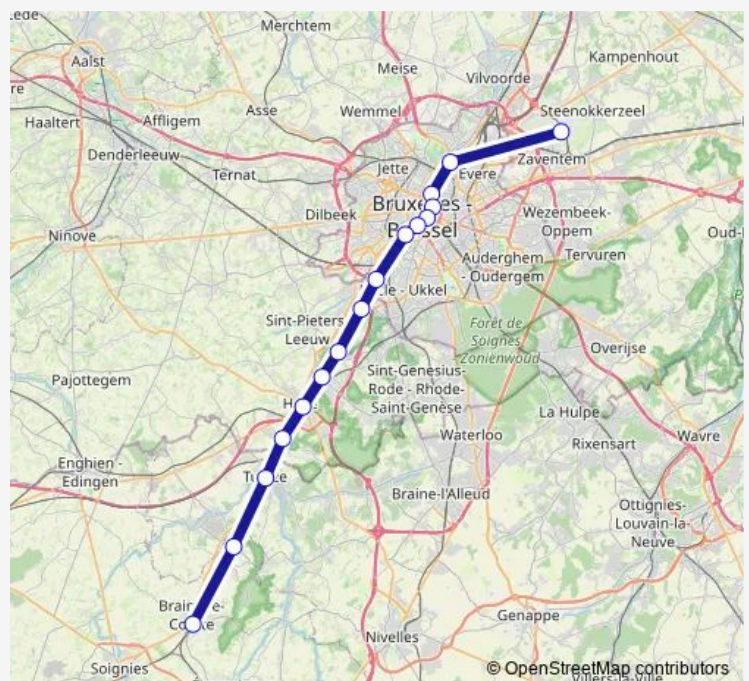 Merchtem
Kampenhout
Aalst
Meise
Vilvoorde
Asse
Wemmel
Steenokkerzeel
Haaltert
Affligem
Denderleeuw
Jette
Evere
Zaventem
Ternat
Dilbeek
Wezembeek-
Oppem
Ninove
Auderghem
- Oudergem
Tervuren
- Ukkel
Sint-Pieters
Leeuw
Forêt de
Soignes
Zoniënwoud
Overijse
Pajottegem
Sint-Genesius-
Rode - Rhode-
Saint-Genèse
La Hulpe
Waterloo
Rixensart
Wavre
Enghien -
Edingen
Braine-l'Alleud
Ottignies-
Louvain-la-
Neuve
Genappe
Nivelles
Soignies
© OpenStreetMap contributors